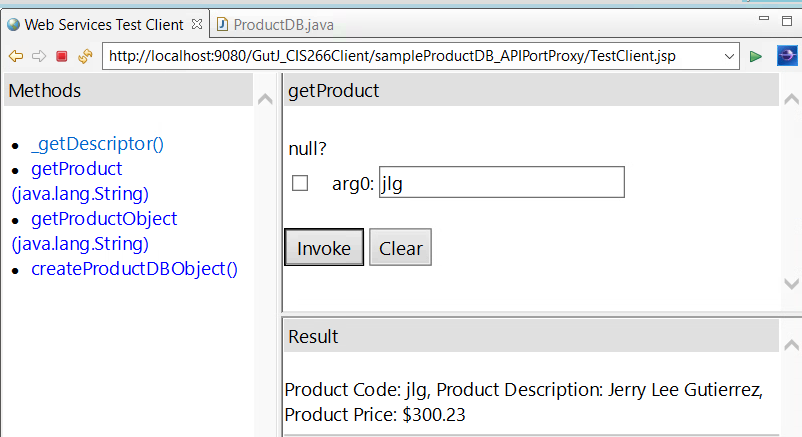 Web Services Test Client
ProductDB.java
http://localhost:9080/GutJ_CIS266Client/sampleProductDB_APIPortProxy/TestClient.jsp
Methods
• _getDescriptor()
• getProduct
(java.lang.String)
• getProductObject
(java.lang.String)
• createProductDBObject()
getProduct
null?
arg0: jlg
Invoke Clear
Result
Product Code: jlg, Product Description: Jerry Lee Gutierrez,
Product Price: $300.23